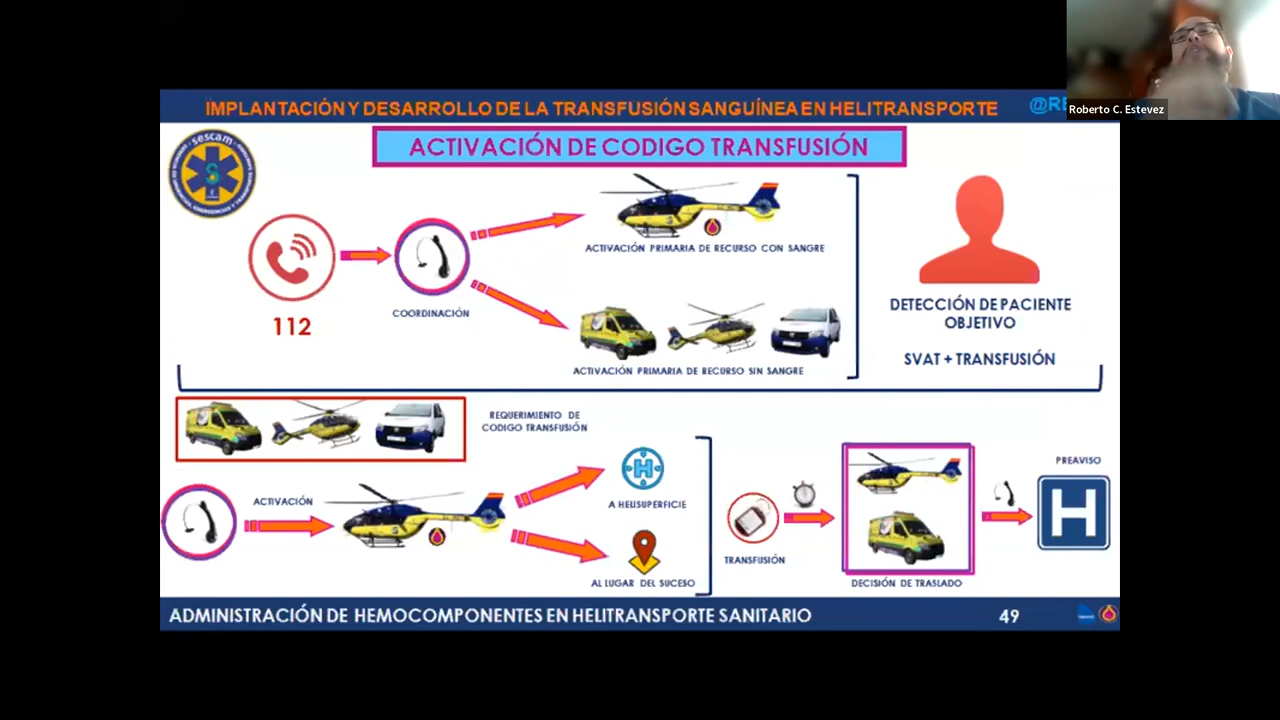 Roberto C. Estevez
IMPLANTACIÓN Y DESARROLLO DE LA TRANSFUSIÓN SANGUÍNEA EN HELITRANSPORTE
@RE
sescam
ACTIVACIÓN DE CODIGO TRANSFUSIÓN
112
COORDINACIÓN
ACTIVACIÓN PRIMARIA DE RECURSO CON SANGRE
ACTIVACIÓN PRIMARIA DE RECURSO SIN SANGRE
DETECCIÓN DE PACIENTE
OBJETIVO
SVAT + TRANSFUSIÓN
REQUERIMIENTO DE
CODIGO TRANSFUSIÓN
ACTIVACIÓN
A HELISUPERFICIE
AL LUGAR DEL SUCESO
TRANSFUSIÓN
DECISIÓN DE TRASLADO
PREAVISO
H
H
ADMINISTRACIÓN DE HEMOCOMPONENTES EN HELITRANSPORTE SANITARIO
49